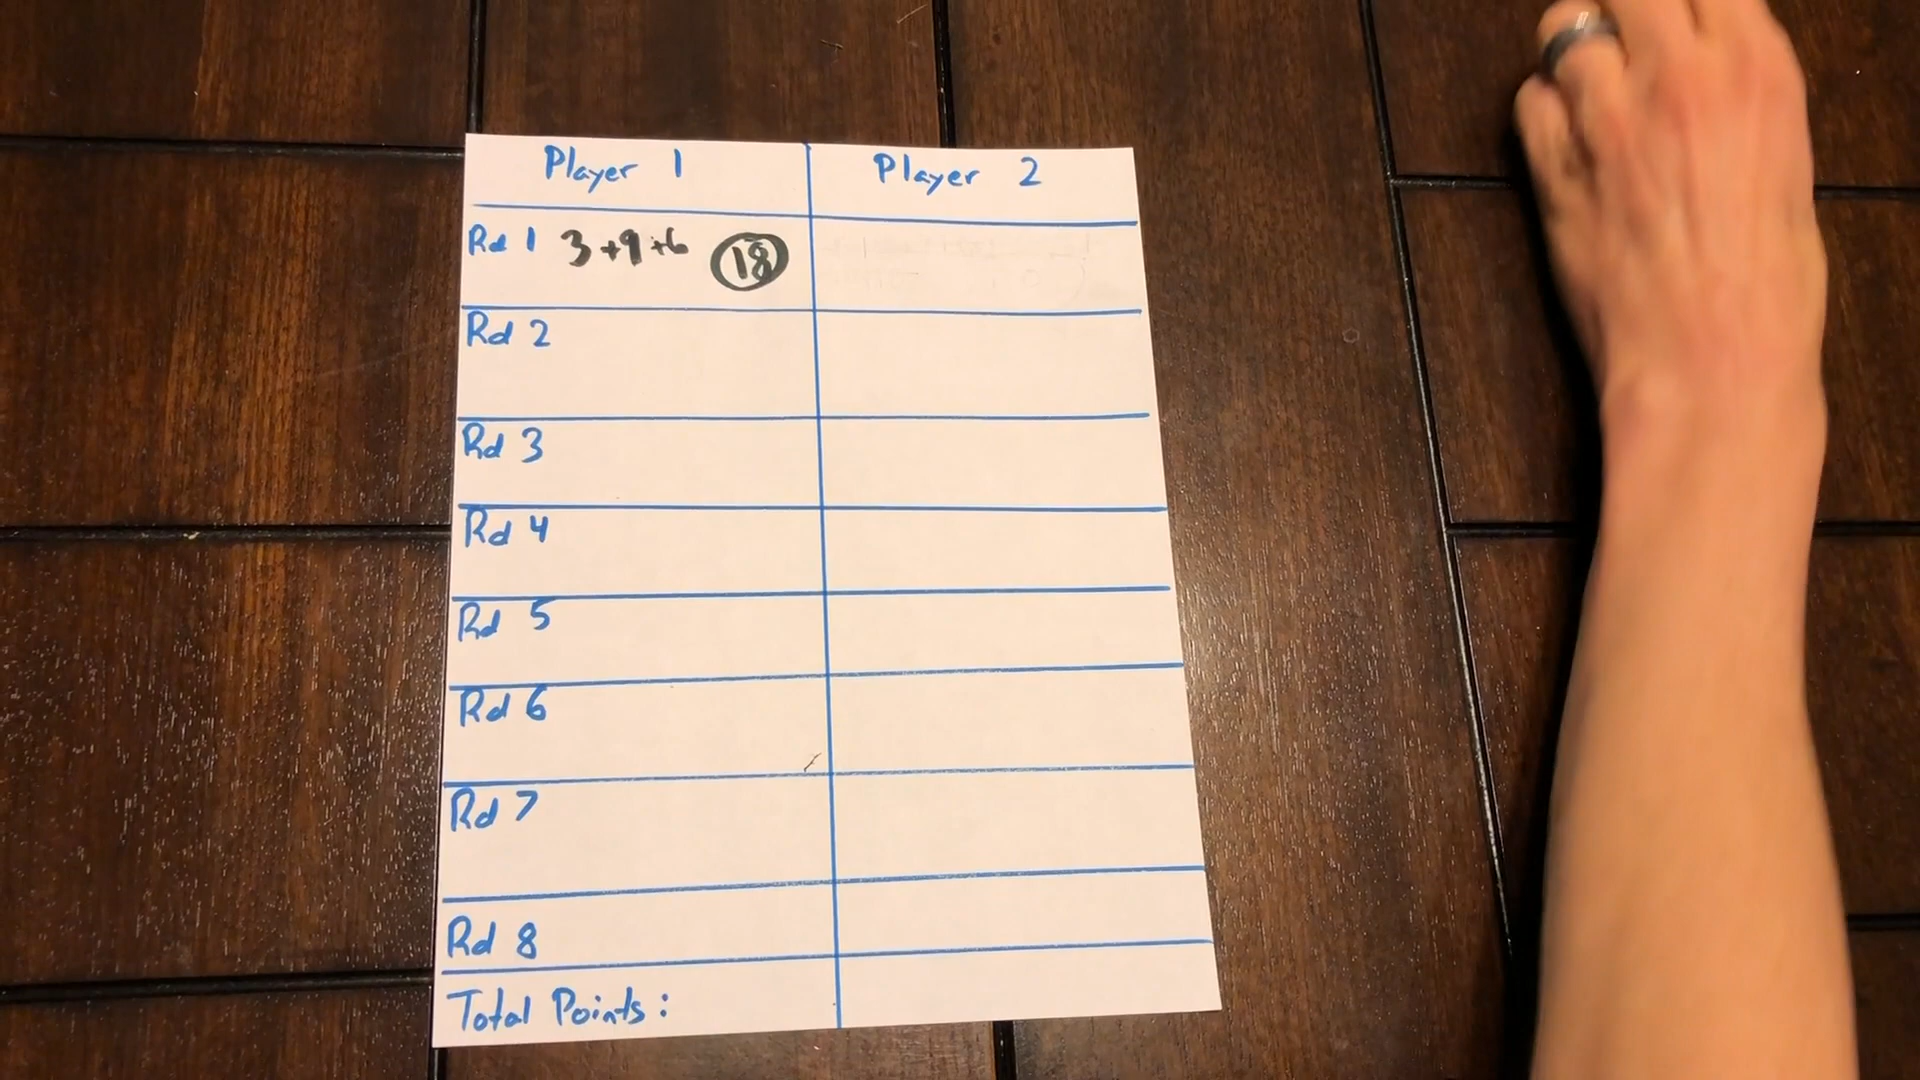 Player 1 Player 2
Rd 1 3+9+6 18
Rd 2
Rd 3
Rd 4
Rd 5
Rd 6
Rd 7
Rd 8
Total Points: